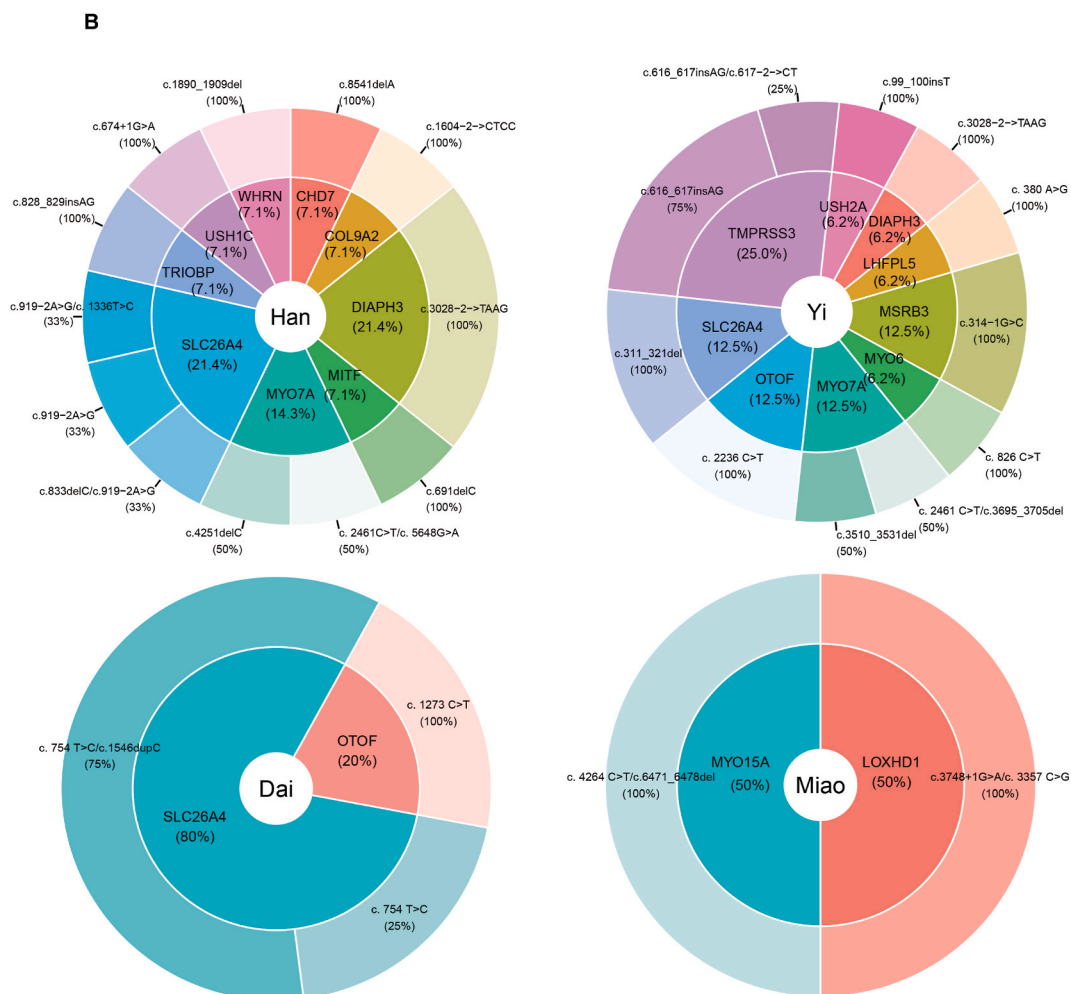 B
c.1890_1909del
(100%)
c.8541delA
(100%)
c.674+1G>A
(100%)
c.1604−2−>CTCC
(100%)
c.828_829insAG
(100%)
WHRN
(7.1%)
CHD7
(7.1%)
USH1C
(7.1%)
COL9A2
(7.1%)
TRIOBP
(7.1%)
c.919−2A>G/c. 1336T>C
(33%)
Han
DIAPH3
(21.4%)
c.3028−2−>TAAG
(100%)
SLC26A4
(21.4%)
MITF
(7.1%)
MYO7A
(14.3%)
c.919−2A>G
(33%)
c.833delC/c.919−2A>G
(33%)
c.4251delC
(50%)
c. 2461C>T/c. 5648G>A
(50%)
c.691delC
(100%)
c.616_617insAG/c.617−2−>CT
(25%)
c.99_100insT
(100%)
c.3028−2−>TAAG
(100%)
c.616_617insAG
(75%)
c. 380 A>G
(100%)
USH2A
(6.2%)
TMPRSS3
(25.0%)
DIAPH3
(6.2%)
LHFPL5
(6.2%)
Yi
MSRB3
(12.5%)
c.314−1G>C
(100%)
SLC26A4
(12.5%)
c.311_321del
(100%)
MYO6
(6.2%)
OTOF
(12.5%)
MYO7A
(12.5%)
c. 2236 C>T
(100%)
c. 826 C>T
(100%)
c. 2461 C>T/c.3695_3705del
(50%)
c.3510_3531del
(50%)
c. 1273 C>T
(100%)
c. 754 T>C/c.1546dupC
(75%)
OTOF
(20%)
Dai
SLC26A4
(80%)
c. 754 T>C
(25%)
c. 4264 C>T/c.6471_6478del
(100%)
MYO15A
(50%)
Miao
LOXHD1
(50%)
c.3748+1G>A/c. 3357 C>G
(100%)